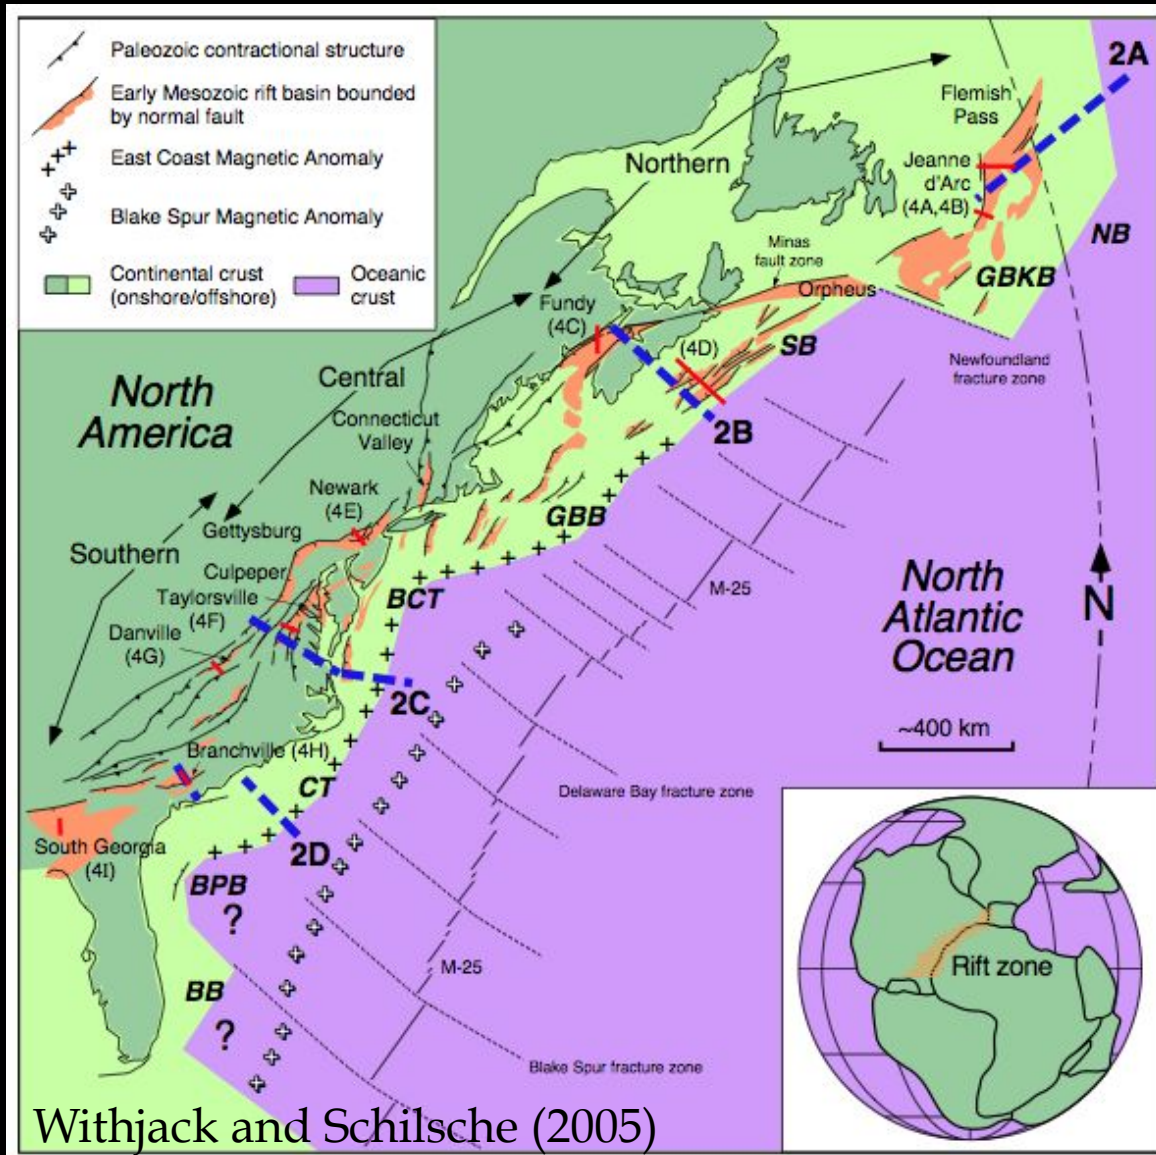 Paleozoic contractional structure
Early Mesozoic rift basin bounded
by normal fault
East Coast Magnetic Anomaly
Blake Spur Magnetic Anomaly
Continental crust
(onshore/offshore)
Oceanic
crust
2A
Flemish
Pass
Northern
Jeanne
d'Arc
(4A,4B)
NB
Minas
fault zone
GBKB
Fundy
(4C)
Orpheus
(4D)
SB
Newfoundland
fracture zone
Central
North
America
Connecticut
Valley
2B
Newark
(4E)
GBB
Gettysburg
Southern
Culpeper
M-25
North
Atlantic
Ocean
N
Taylorsville
(4F)
BCT
Danville
(4G)
2C
~400 km
Branchville (4H)
CT
Delaware Bay fracture zone
South Georgia
(4I)
2D
BPB
?
M-25
Rift zone
BB
?
Blake Spur fracture zone
Withjack and Schilsche (2005)